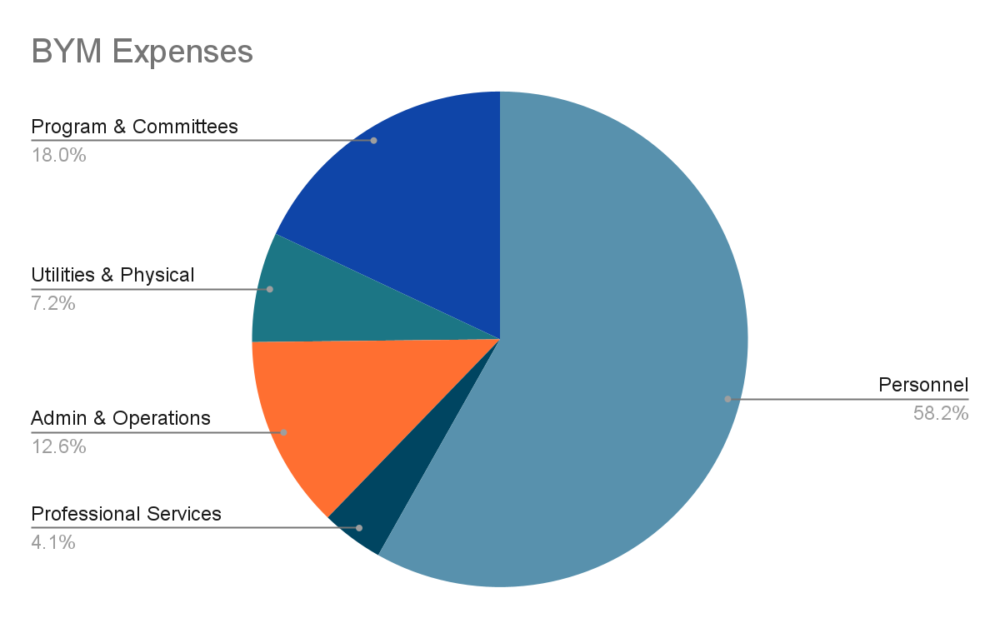 BYM Expenses
Program & Committees
18.0%
Utilities & Physical
7.2%
Admin & Operations
12.6%
Professional Services
4.1%
Personnel
58.2%